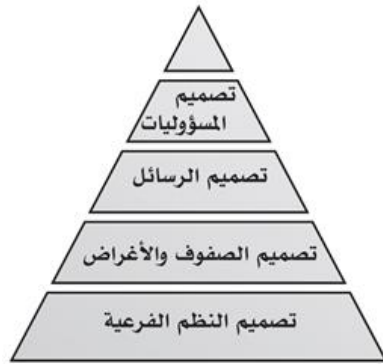 تصميم
المسؤوليات
تصميم الرسائل
تصميم الصفوف والأغراض
تصميم النظم الفرعية